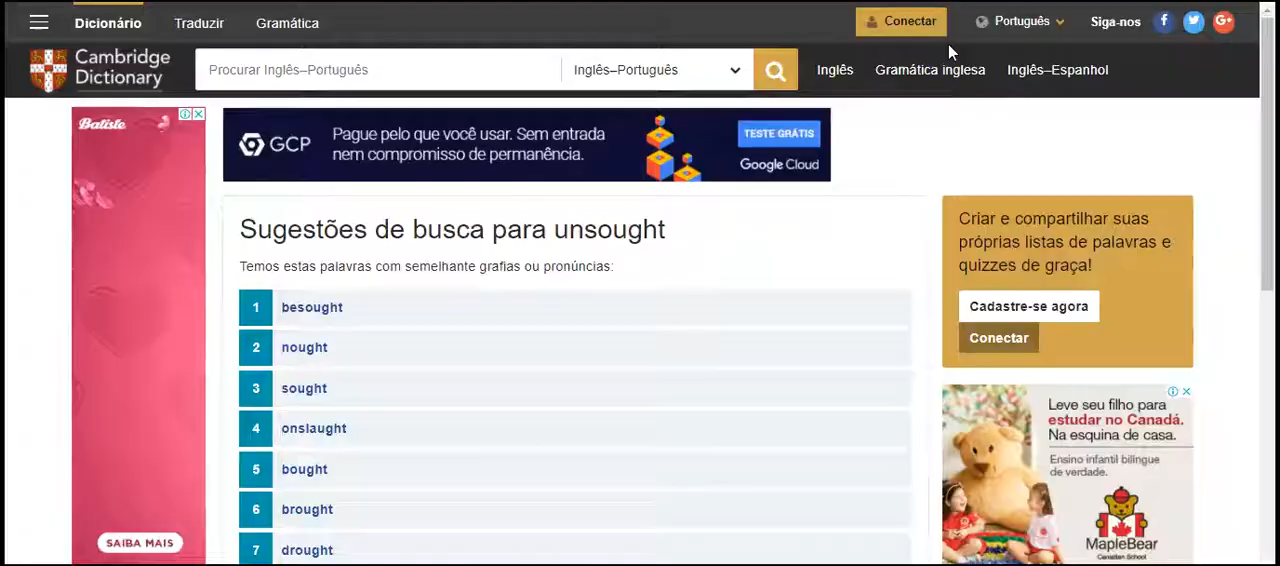 Dicionário Traduzir Gramática Conectar Português Siga-nos
Cambridge
Dictionary
Procurar Inglês–Português Inglês–Português Inglês Gramática inglesa Inglês–Espanhol
Batiste
GCP
Pague pelo que você usar. Sem entrada
nem compromisso de permanência.
TESTE GRÁTIS
Google Cloud
Sugestões de busca para unsought
Temos estas palavras com semelhante grafias ou pronúncias:
1 besought
2 nought
3 sought
4 onslaught
5 bought
6 brought
7 drought
SAIBA MAIS
Criar e compartilhar suas
próprias listas de palavras e
quizzes de graça!
Cadastre-se agora
Conectar
Leve seu filho para
estudar no Canadá.
Na esquina de casa.
Ensino infantil bilíngue
de verdade.
MapleBear
Canadian School